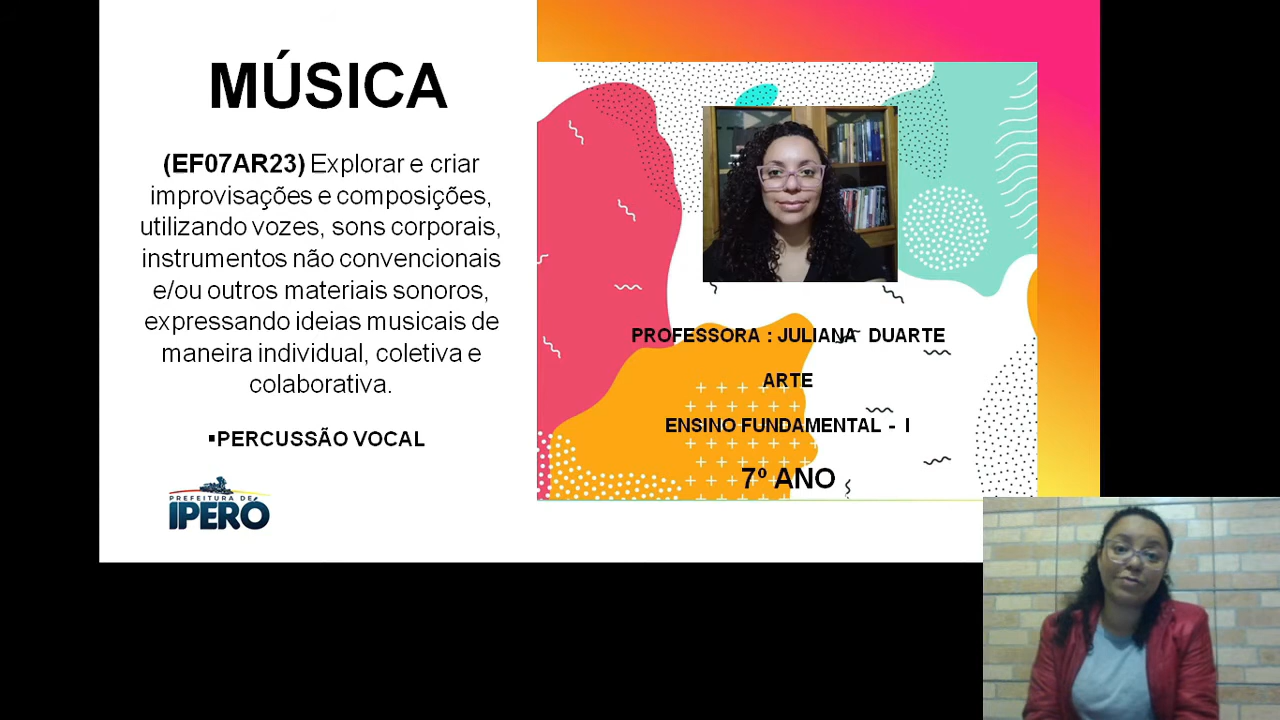 MÚSICA
(EF07AR23) Explorar e criar
improvisações e composições,
utilizando vozes, sons corporais,
instrumentos não convencionais
e/ou outros materiais sonoros,
expressando ideias musicais de
maneira individual, coletiva e
colaborativa.
▪PERCUSSÃO VOCAL
PREFEITURA DE
IPERÓ
PROFESSORA : JULIANA DUARTE
ARTE
ENSINO FUNDAMENTAL - I
7º ANO